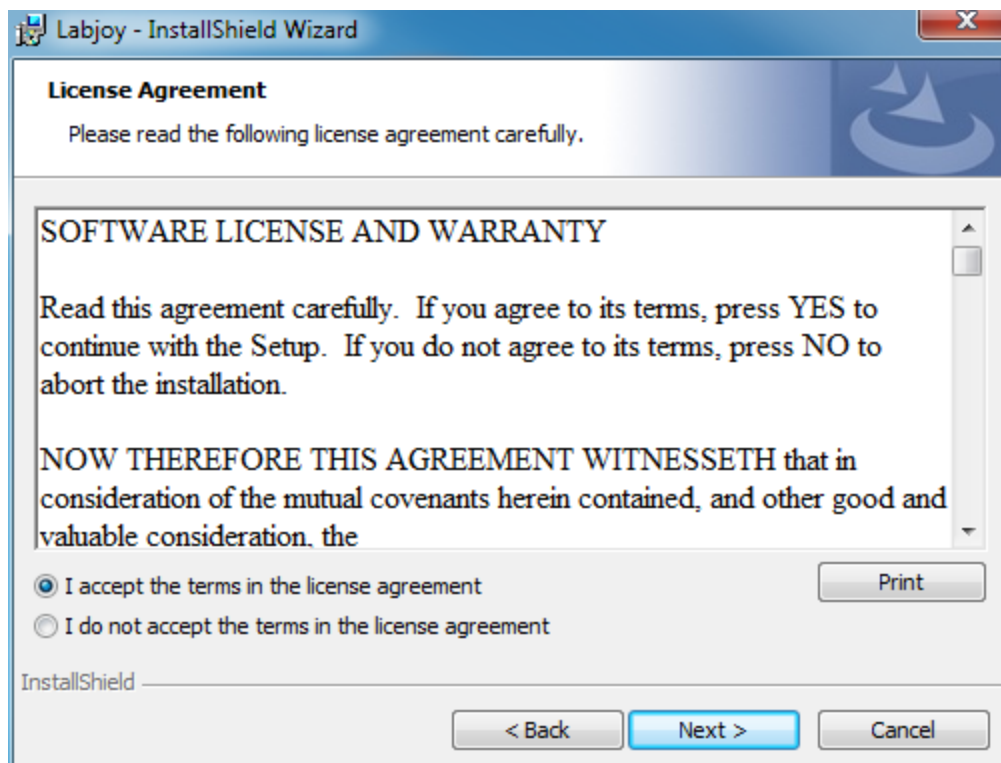 Labjoy - InstallShield Wizard
License Agreement
Please read the following license agreement carefully.
SOFTWARE LICENSE AND WARRANTY
Read this agreement carefully.  If you agree to its terms, press YES to
continue with the Setup.  If you do not agree to its terms, press NO to
abort the installation.
NOW THEREFORE THIS AGREEMENT WITNESSETH that in
consideration of the mutual covenants herein contained, and other good and
valuable consideration, the
I accept the terms in the license agreement
Print
I do not accept the terms in the license agreement
InstallShield
< Back
Next >
Cancel